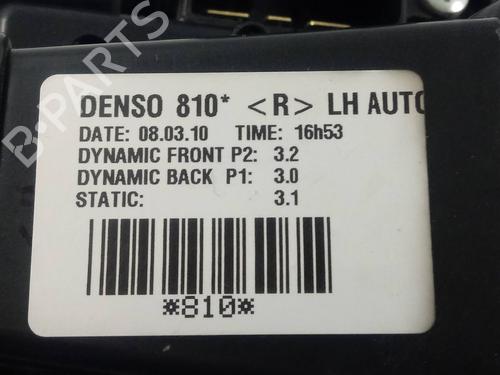 DENSO 810* <R> LH AUTO
DATE: 08.03.10 TIME: 16h53
DYNAMIC FRONT P2: 3.2
DYNAMIC BACK P1: 3.0
STATIC: 3.1
*810*
B-PARTS